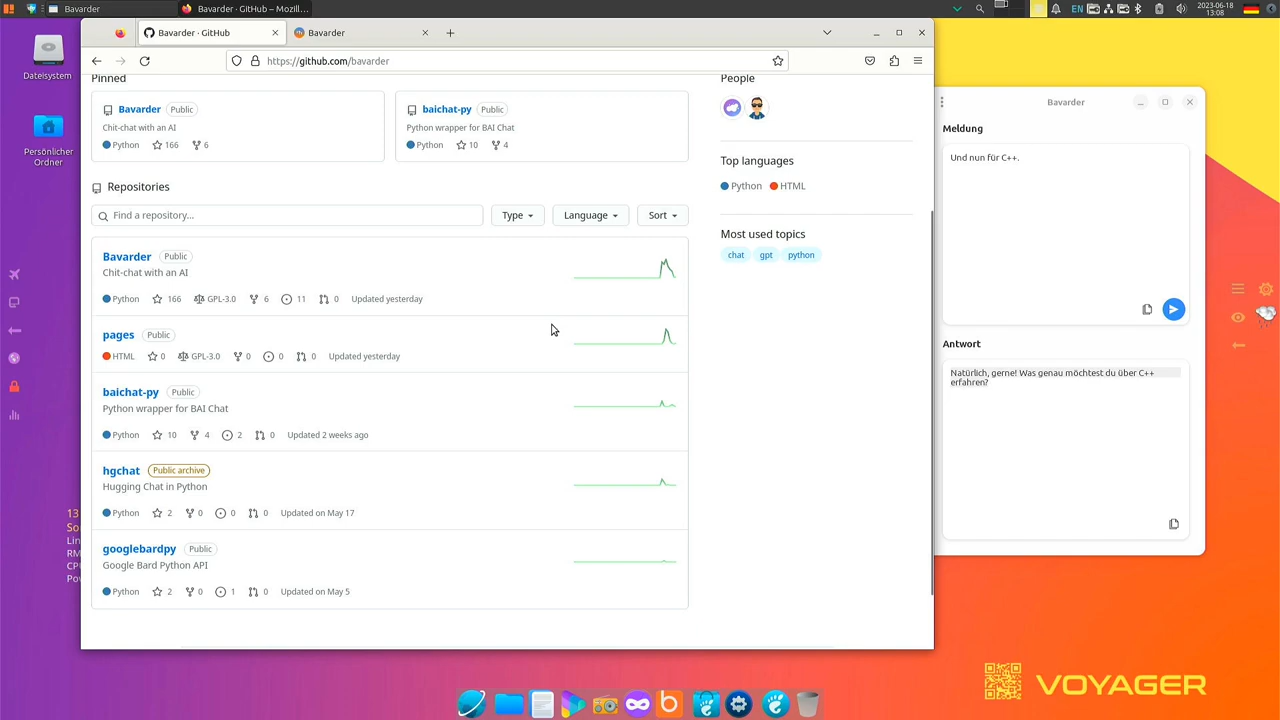 Bavarder
Bavarder · GitHub — Mozill...
EN
2023-06-18
13:08
Dateisystem
Persönlicher
Ordner
Bavarder · GitHub
Bavarder
https://github.com/bavarder
Pinned
Bavarder Public
Chit-chat with an AI
Python 166 6
baichat-py Public
Python wrapper for BAI Chat
Python 10 4
Repositories
Find a repository...
Type
Language
Sort
Bavarder Public
Chit-chat with an AI
Python 166 GPL-3.0 6 11 0 Updated yesterday
pages Public
HTML 0 GPL-3.0 0 0 0 Updated yesterday
baichat-py Public
Python wrapper for BAI Chat
Python 10 4 2 0 Updated 2 weeks ago
hgchat Public archive
Hugging Chat in Python
Python 2 0 0 0 Updated on May 17
googlebardpy Public
Google Bard Python API
Python 2 0 1 0 Updated on May 5
People
Top languages
Python HTML
Most used topics
chat gpt python
Bavarder
Meldung
Und nun für C++.
Antwort
Natürlich, gerne! Was genau möchtest du über C++
erfahren?
13
So
Lin
RM
CPU
Pow
VOYAGER